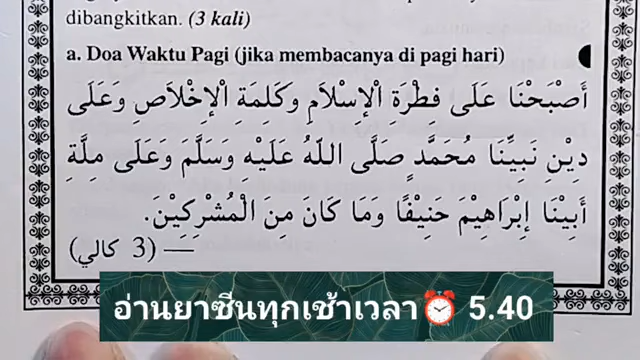 dibangkitkan. (3 kali)
a. Doa Waktu Pagi (jika membacanya di pagi hari)
أَصْبَحْنَا عَلَى فِطْرَةِ الْإِسْلَامِ وَكَلِمَةِ الْإِخْلَاصِ وَعَلَى
دِيْنِ نَبِيِّنَا مُحَمَّدٍ صَلَّى اللّٰهُ عَلَيْهِ وَسَلَّمَ وَعَلَى مِلَّةِ
أَبِيْنَا إِبْرَاهِيْمَ حَنِيْفًا وَمَا كَانَ مِنَ الْمُشْرِكِيْنَ.
— (3 كالي)
อ่านยาซีนทุกเช้าเวลา⏰ 5.40